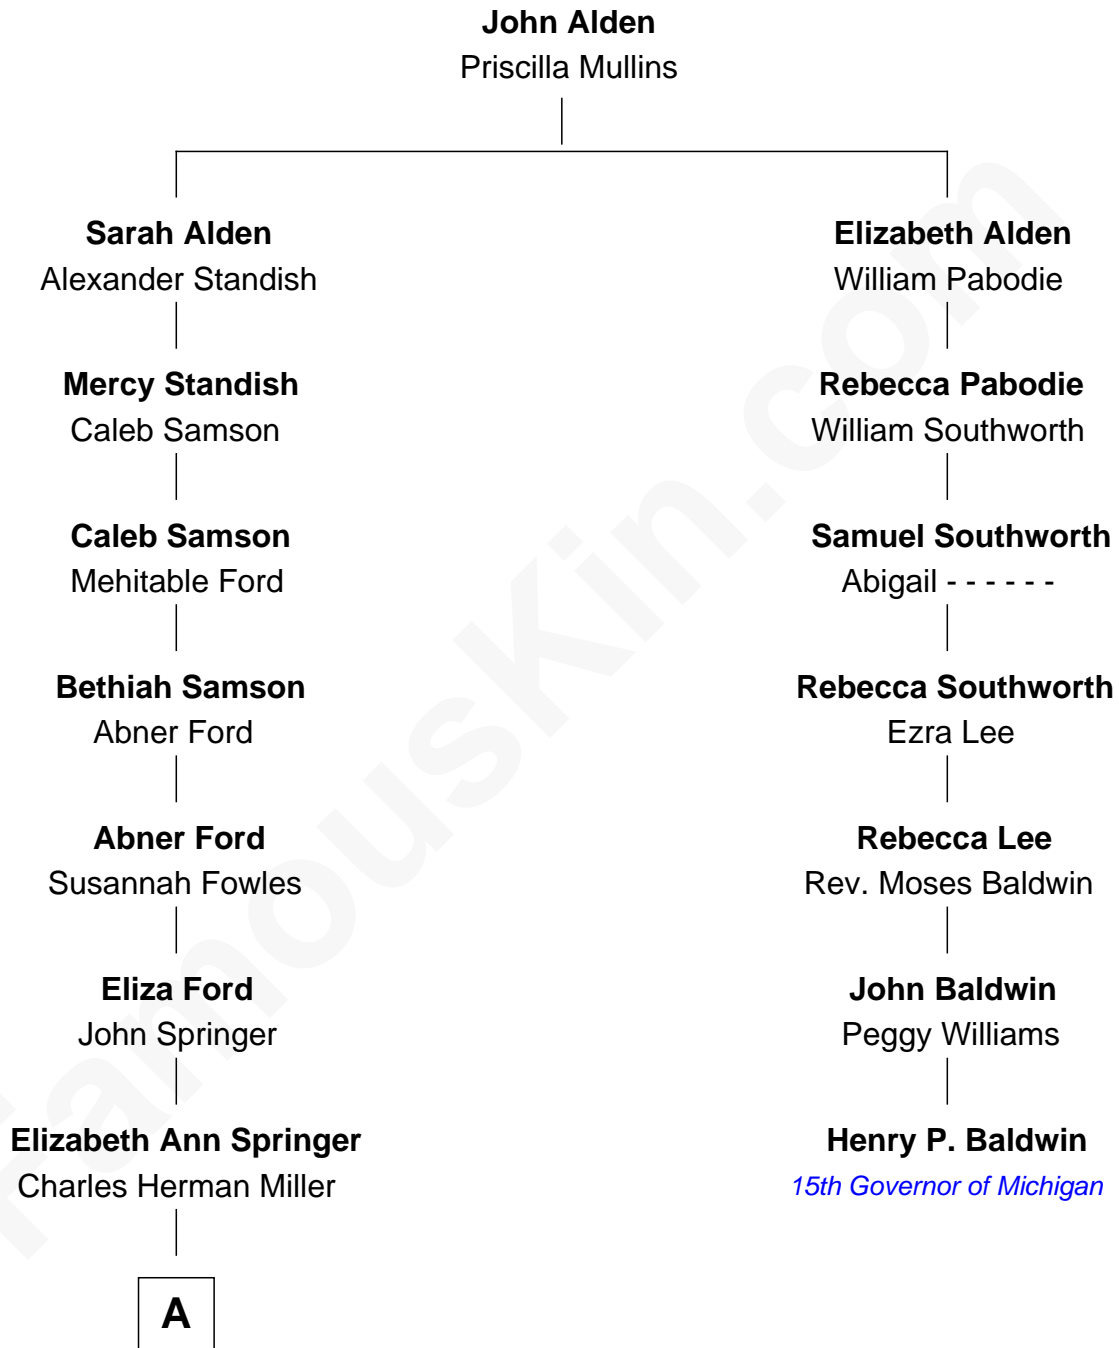 John Alden
Priscilla Mullins
Sarah Alden
Alexander Standish
Elizabeth Alden
William Pabodie
Mercy Standish
Caleb Samson
Rebecca Pabodie
William Southworth
Caleb Samson
Mehitable Ford
Samuel Southworth
Abigail - - - - - -
Bethiah Samson
Abner Ford
Rebecca Southworth
Ezra Lee
Abner Ford
Susannah Fowles
Rebecca Lee
Rev. Moses Baldwin
Eliza Ford
John Springer
John Baldwin
Peggy Williams
Elizabeth Ann Springer
Charles Herman Miller
Henry P. Baldwin
15th Governor of Michigan
A
FamousKin.com